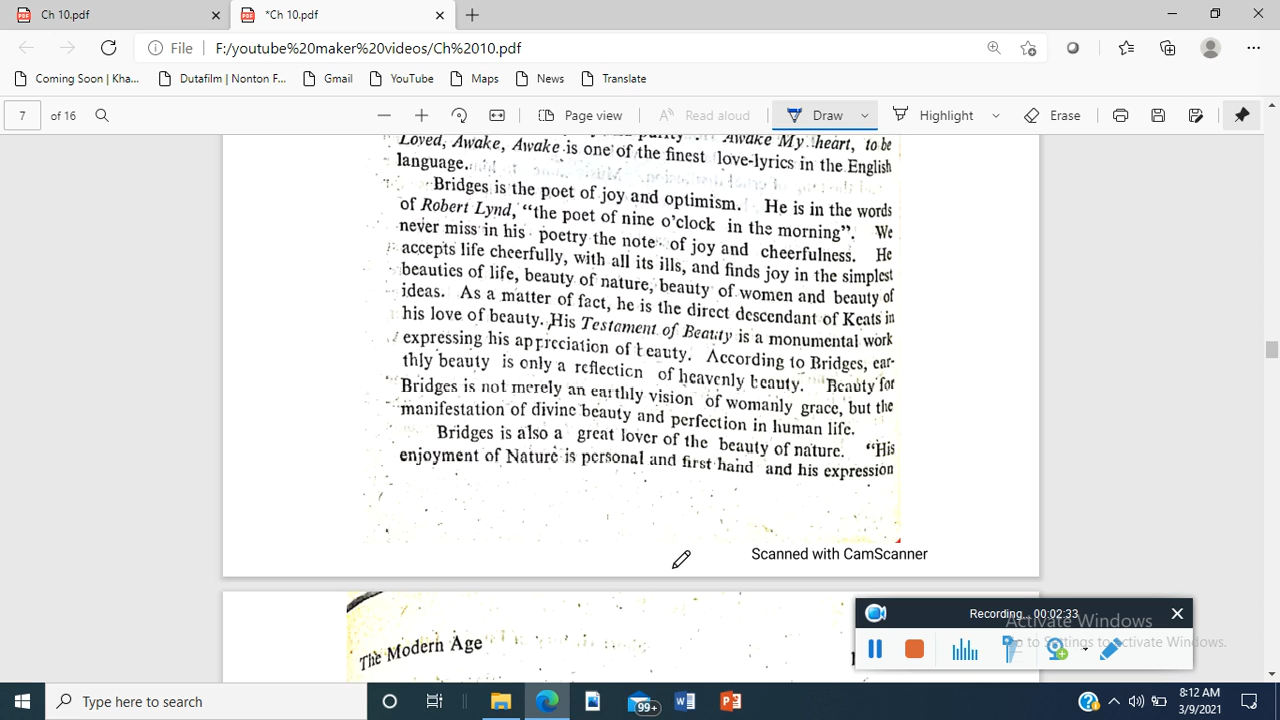 Ch 10.pdf
*Ch 10.pdf
File F:/youtube%20maker%20videos/Ch%2010.pdf
Coming Soon | Kha...
Dutafilm | Nonton F...
Gmail
YouTube
Maps
News
Translate
7 of 16
Page view
Read aloud
Draw
Highlight
Erase
Awake My heart, to be
Loved, Awake, Awake is one of the finest love-lyrics in the English
language.
Bridges is the poet of joy and optimism. He is in the words
of Robert Lynd, “the poet of nine o’clock in the morning”. We
never miss in his poetry the note of joy and cheerfulness. He
accepts life cheerfully, with all its ills, and finds joy in the simplest
beauties of life, beauty of nature, beauty of women and beauty of
ideas. As a matter of fact, he is the direct descendant of Keats in
his love of beauty. His Testament of Beauty is a monumental work
expressing his appreciation of beauty. According to Bridges, ear-
thly beauty is only a reflection of heavenly beauty. Beauty for
Bridges is not merely an earthly vision of womanly grace, but the
manifestation of divine beauty and perfection in human life.
Bridges is also a great lover of the beauty of nature. “His
enjoyment of Nature is personal and first hand and his expression
Scanned with CamScanner
The Modern Age
Recording... 00:02:33
Activate Windows
Go to Settings to activate Windows.
Type here to search
99+
8:12 AM
3/9/2021